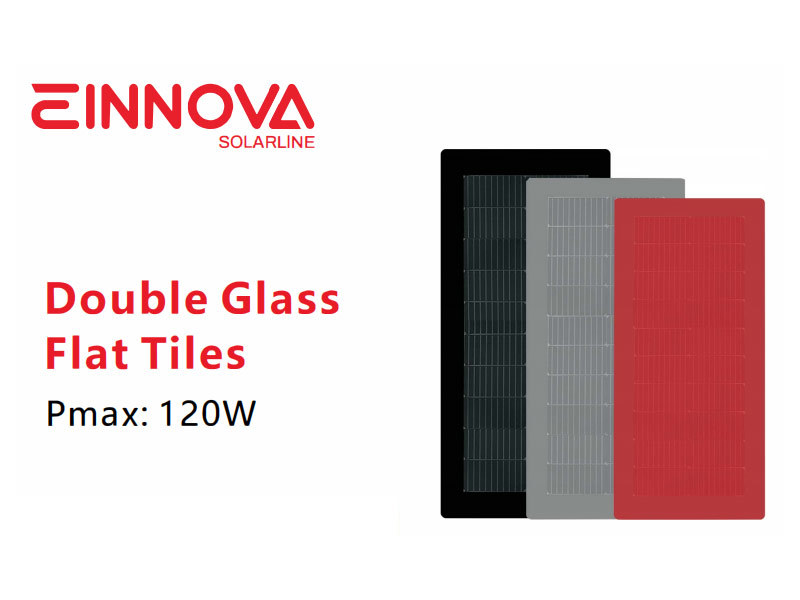 EINNOVA
SOLARLINE
Double Glass
Flat Tiles
Pmax: 120W